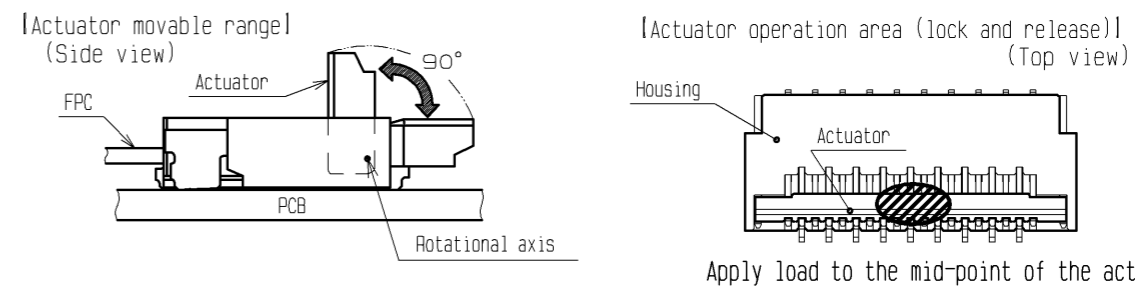 【Actuator movable range】
(Side view)
90°
Actuator
FPC
PCB
Rotational axis
【Actuator operation area (lock and release)】
(Top view)
Housing
Actuator
Apply load to the mid-point of the act